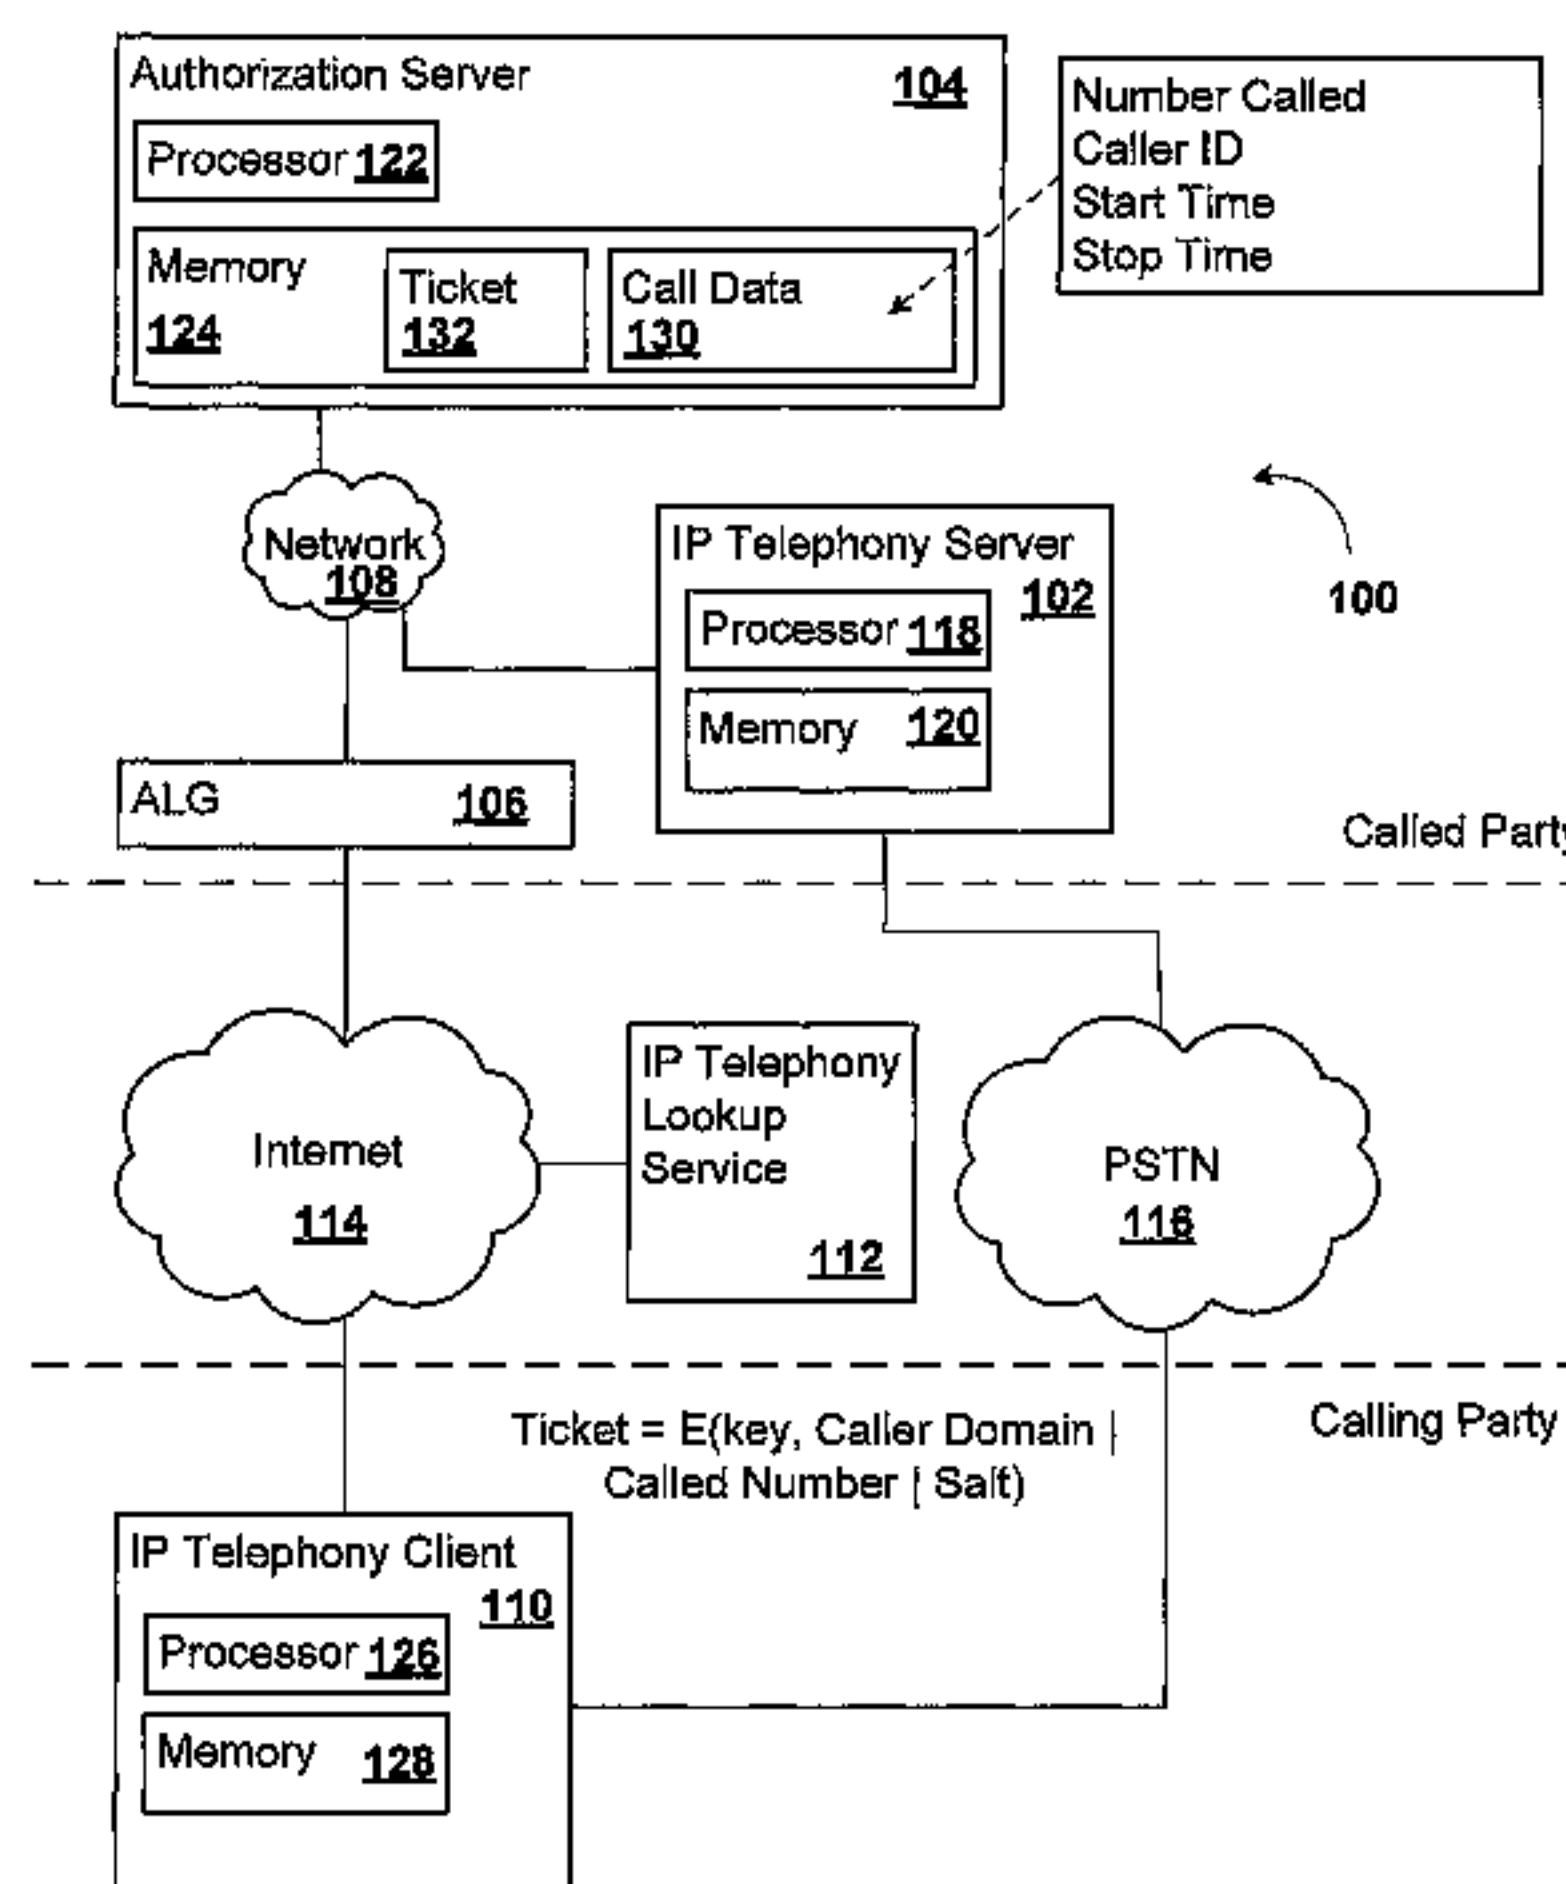 Authorization Server
104
Processor 122
Memory
124
Ticket
132
Call Data
130
Number Called
Caller ID
Start Time
Stop Time
Network
108
IP Telephony Server
102
Processor 118
Memory 120
100
ALG 106
Called Party
Internet
114
IP Telephony
Lookup
Service
112
PSTN
116
Ticket = E(key, Caller Domain |
Called Number | Salt)
Calling Party
IP Telephony Client
110
Processor 126
Memory 128